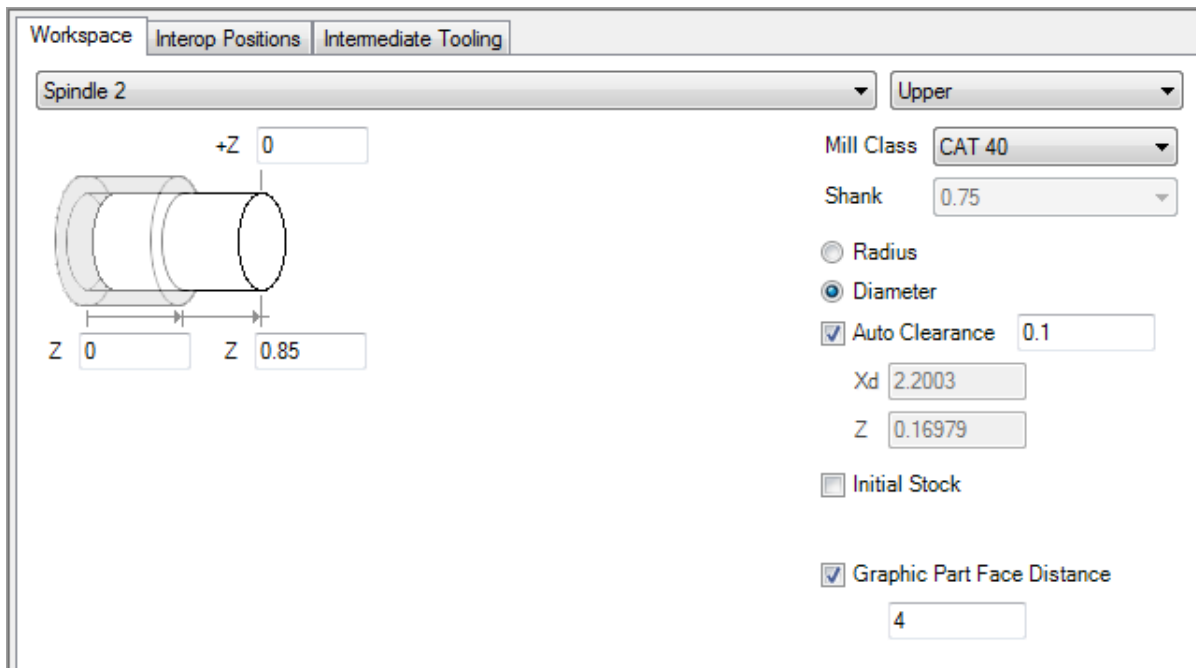 Workspace Interop Positions Intermediate Tooling
Spindle 2 Upper
+Z 0
Mill Class CAT 40
Shank 0.75
Radius
Diameter
Z 0 Z 0.85
Auto Clearance 0.1
Xd 2.2003
Z 0.16979
Initial Stock
Graphic Part Face Distance
4